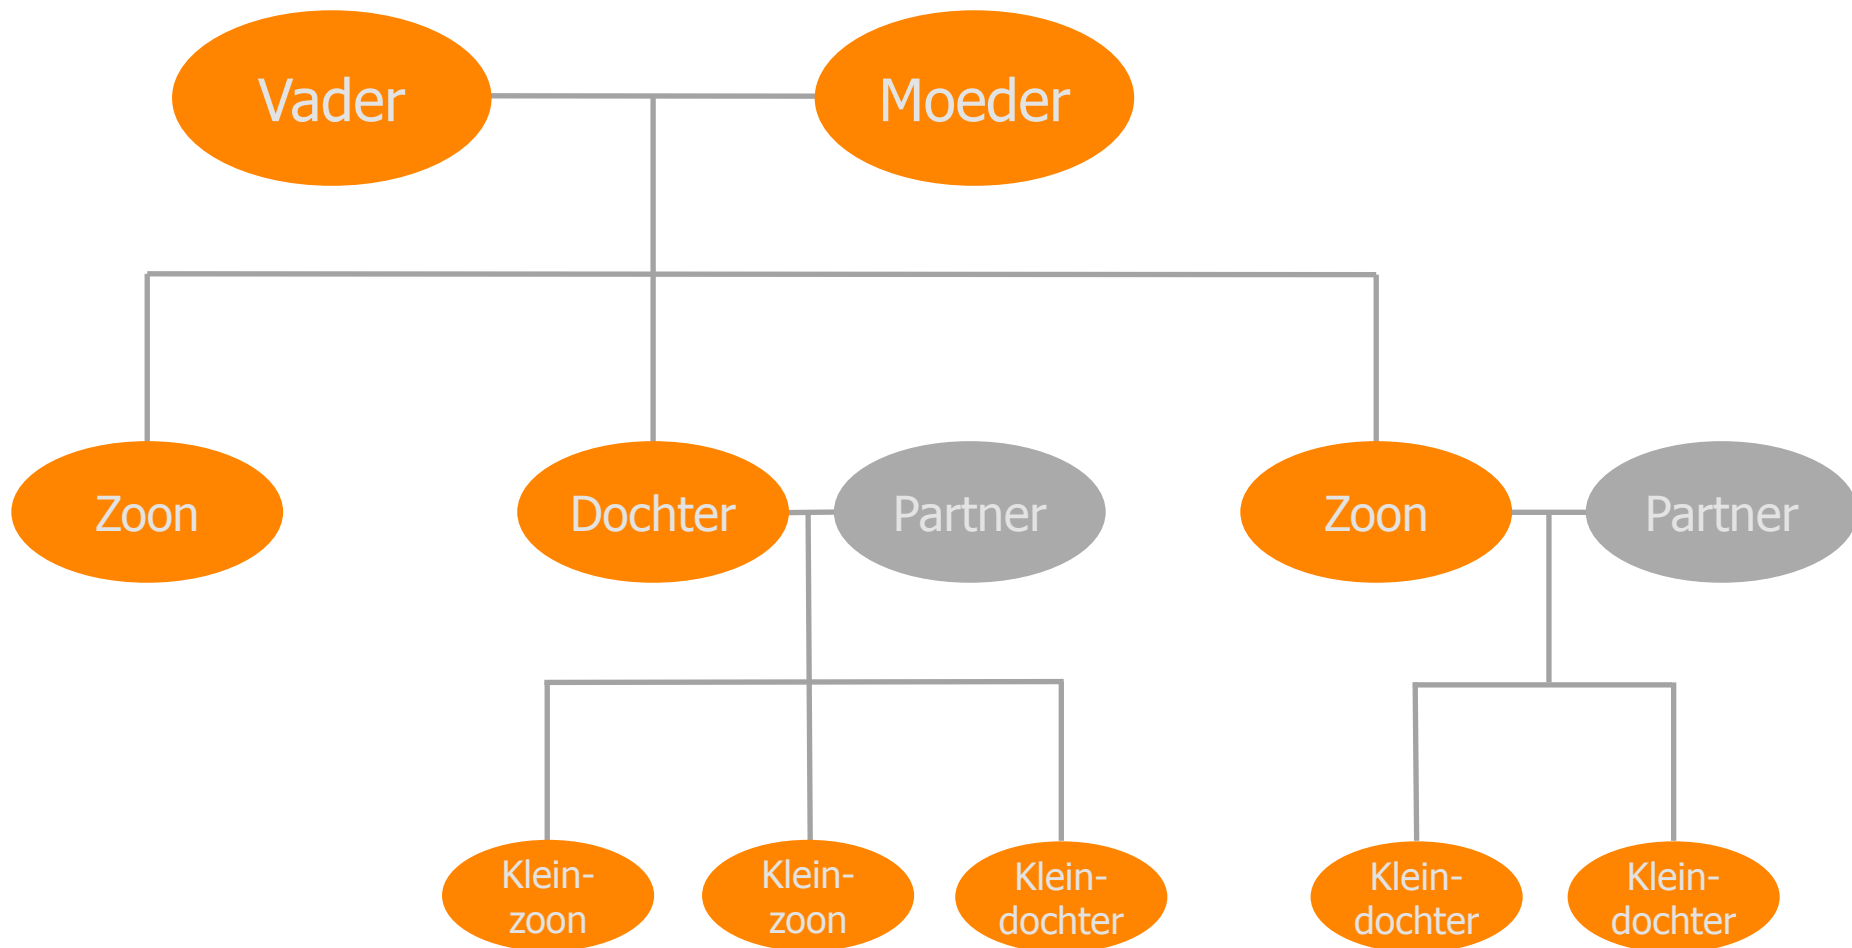 Vader
Moeder
Zoon
Dochter
Partner
Zoon
Partner
Klein-
zoon
Klein-
zoon
Klein-
dochter
Klein-
dochter
Klein-
dochter